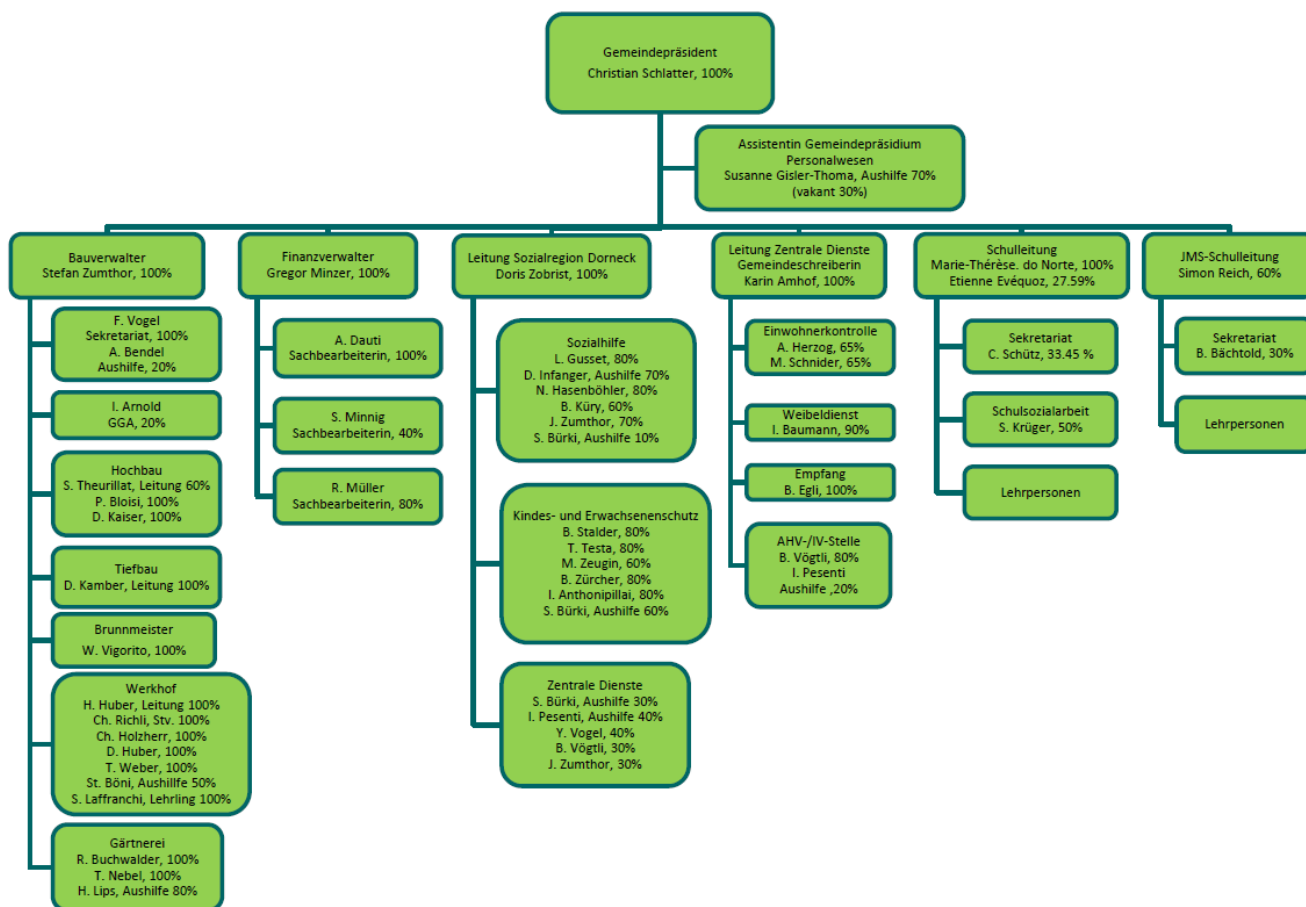 Gemeindepräsident
Christian Schlatter, 100%
Assistentin Gemeindepräsidium
Personalwesen
Susanne Gisler-Thoma, Aushilfe 70%
(vakant 30%)
Bauverwalter
Stefan Zumthor, 100%
F. Vogel
Sekretariat, 100%
A. Bendel
Aushilfe, 20%
I. Arnold
GGA, 20%
Hochbau
S. Theurillat, Leitung 60%
P. Bloisi, 100%
D. Kaiser, 100%
Tiefbau
D. Kamber, Leitung 100%
Brunnmeister
W. Vigorito, 100%
Werkhof
H. Huber, Leitung 100%
Ch. Richli, Stv. 100%
Ch. Holzherr, 100%
D. Huber, 100%
T. Weber, 100%
St. Böni, Aushillfe 50%
S. Laffranchi, Lehrling 100%
Gärtnerei
R. Buchwalder, 100%
T. Nebel, 100%
H. Lips, Aushilfe 80%
Finanzverwalter
Gregor Minzer, 100%
A. Dauti
Sachbearbeiterin, 100%
S. Minnig
Sachbearbeiterin, 40%
R. Müller
Sachbearbeiterin, 80%
Leitung Sozialregion Dorneck
Doris Zobrist, 100%
Sozialhilfe
L. Gusset, 80%
D. Infanger, Aushilfe 70%
N. Hasenböhler, 80%
B. Küry, 60%
J. Zumthor, 70%
S. Bürki, Aushilfe 10%
Kindes- und Erwachsenenschutz
B. Stalder, 80%
T. Testa, 80%
M. Zeugin, 60%
B. Zürcher, 80%
I. Anthonipillai, 80%
S. Bürki, Aushilfe 60%
Zentrale Dienste
S. Bürki, Aushilfe 30%
I. Pesenti, Aushilfe 40%
Y. Vogel, 40%
B. Vögtli, 30%
J. Zumthor, 30%
Leitung Zentrale Dienste
Gemeindeschreiberin
Karin Amhof, 100%
Einwohnerkontrolle
A. Herzog, 65%
M. Schnider, 65%
Weibeldienst
I. Baumann, 90%
Empfang
B. Egli, 100%
AHV-/IV-Stelle
B. Vögtli, 80%
I. Pesenti
Aushilfe ,20%
Schulleitung
Marie-Thérèse. do Norte, 100%
Etienne Evéquoz, 27.59%
Sekretariat
C. Schütz, 33.45 %
Schulsozialarbeit
S. Krüger, 50%
Lehrpersonen
JMS-Schulleitung
Simon Reich, 60%
Sekretariat
B. Bächtold, 30%
Lehrpersonen